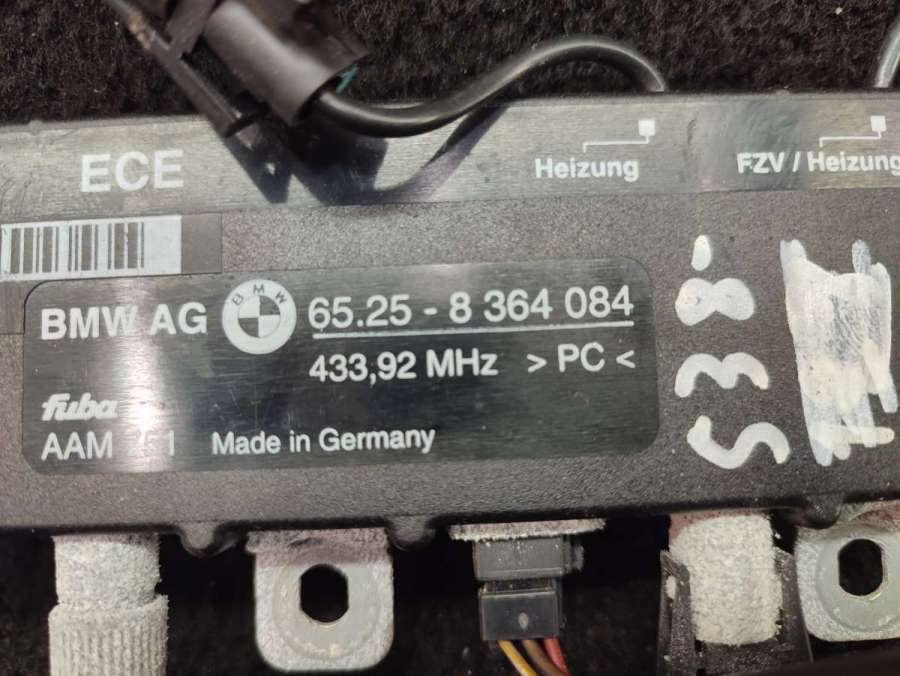 ECE
Heizung
FZV / Heizung
BMW AG BMW 65.25 - 8 364 084
433,92 MHz > PC <
fuba
AAM
Made in Germany